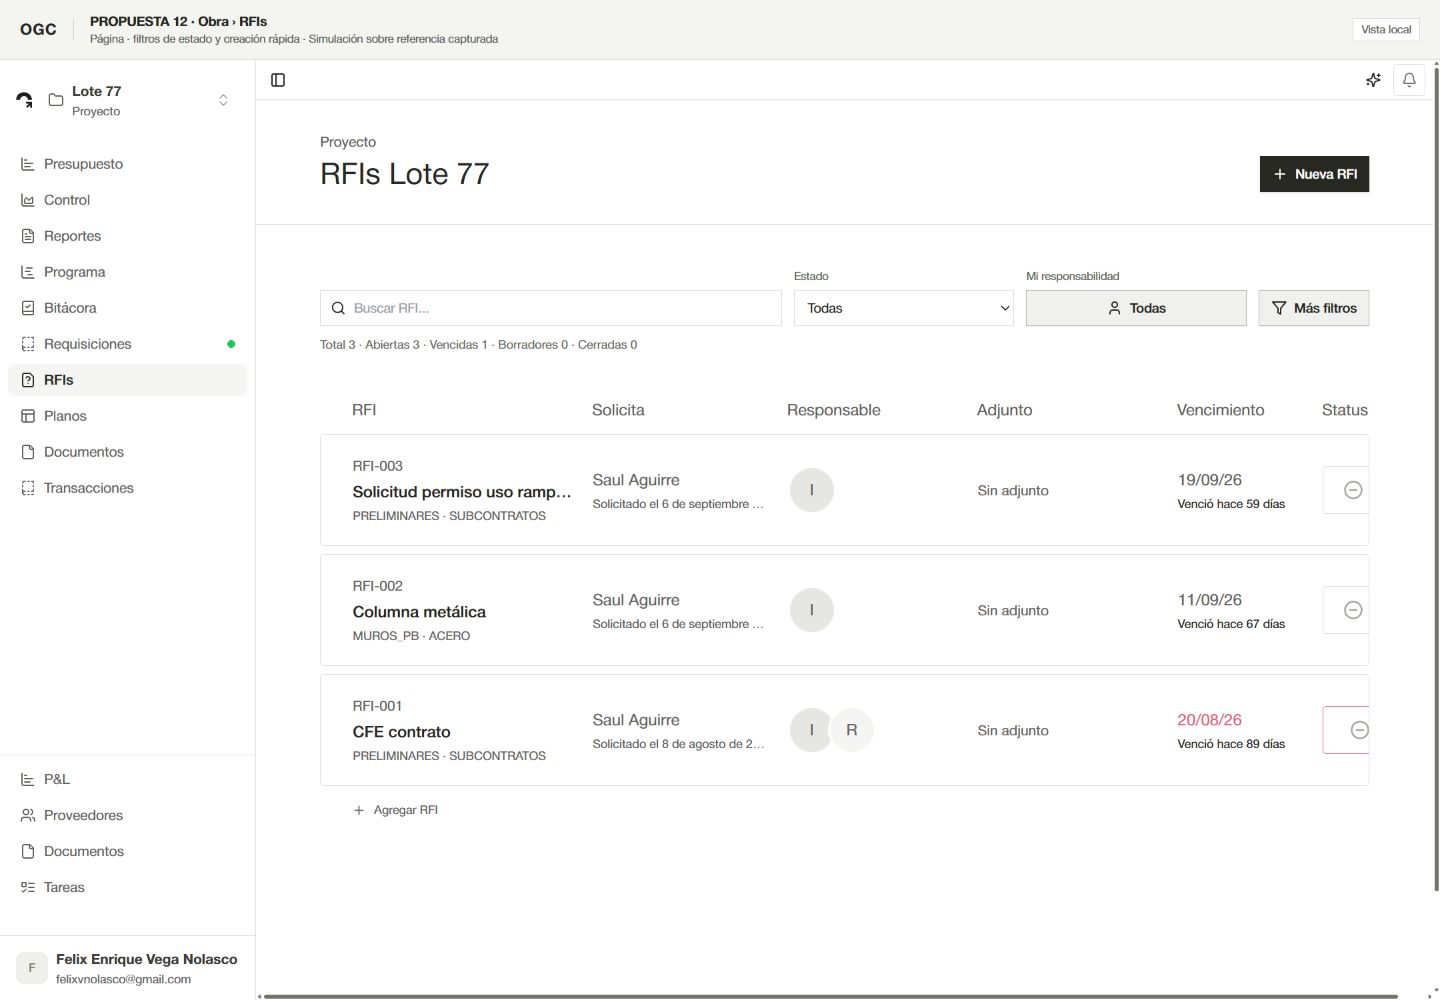 OGC
PROPUESTA 12 · Obra › RFIs
Página · filtros de estado y creación rápida · Simulación sobre referencia capturada
Vista local
Lote 77
Proyecto
Presupuesto
Control
Reportes
Programa
Bitácora
Requisiciones
RFIs
Planos
Documentos
Transacciones
P&L
Proveedores
Documentos
Tareas
F
Felix Enrique Vega Nolasco
felixvnolasco@gmail.com
Proyecto
RFIs Lote 77
Nueva RFI
Estado
Mi responsabilidad
Buscar RFI...
Todas
Todas
Más filtros
Total 3 · Abiertas 3 · Vencidas 1 · Borradores 0 · Cerradas 0
RFI Solicita Responsable Adjunto Vencimiento Status
RFI-003
Solicitud permiso uso ramp...
PRELIMINARES · SUBCONTRATOS
Saul Aguirre
Solicitado el 6 de septiembre ...
I
Sin adjunto
19/09/26
Venció hace 59 días
RFI-002
Columna metálica
MUROS_PB · ACERO
Saul Aguirre
Solicitado el 6 de septiembre ...
I
Sin adjunto
11/09/26
Venció hace 67 días
RFI-001
CFE contrato
PRELIMINARES · SUBCONTRATOS
Saul Aguirre
Solicitado el 8 de agosto de 2...
I R
Sin adjunto
20/08/26
Venció hace 89 días
Agregar RFI